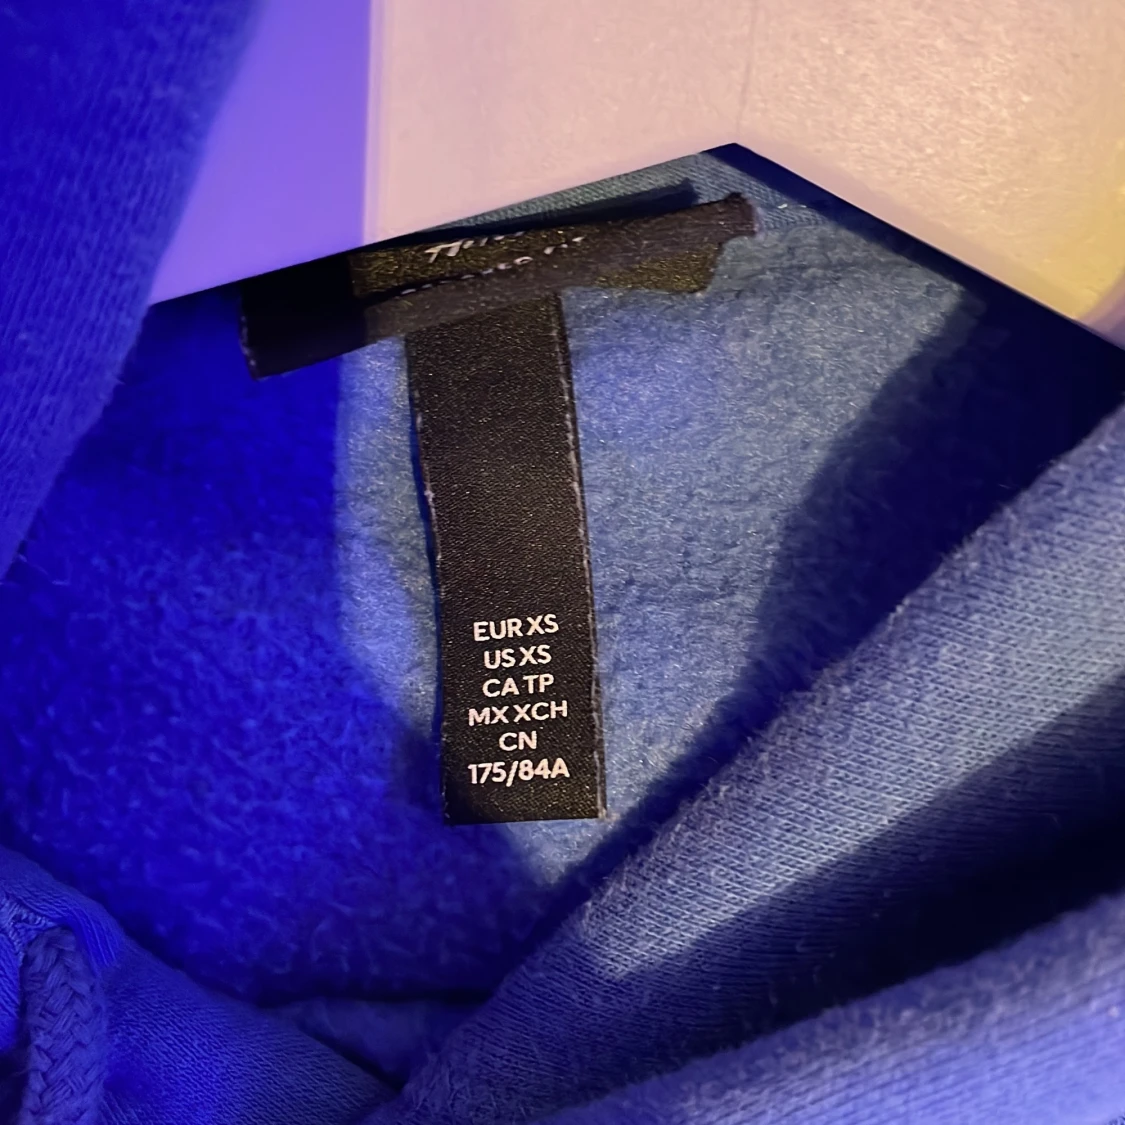 EUR XS
US XS
CA TP
MX XCH
CN
175/84A